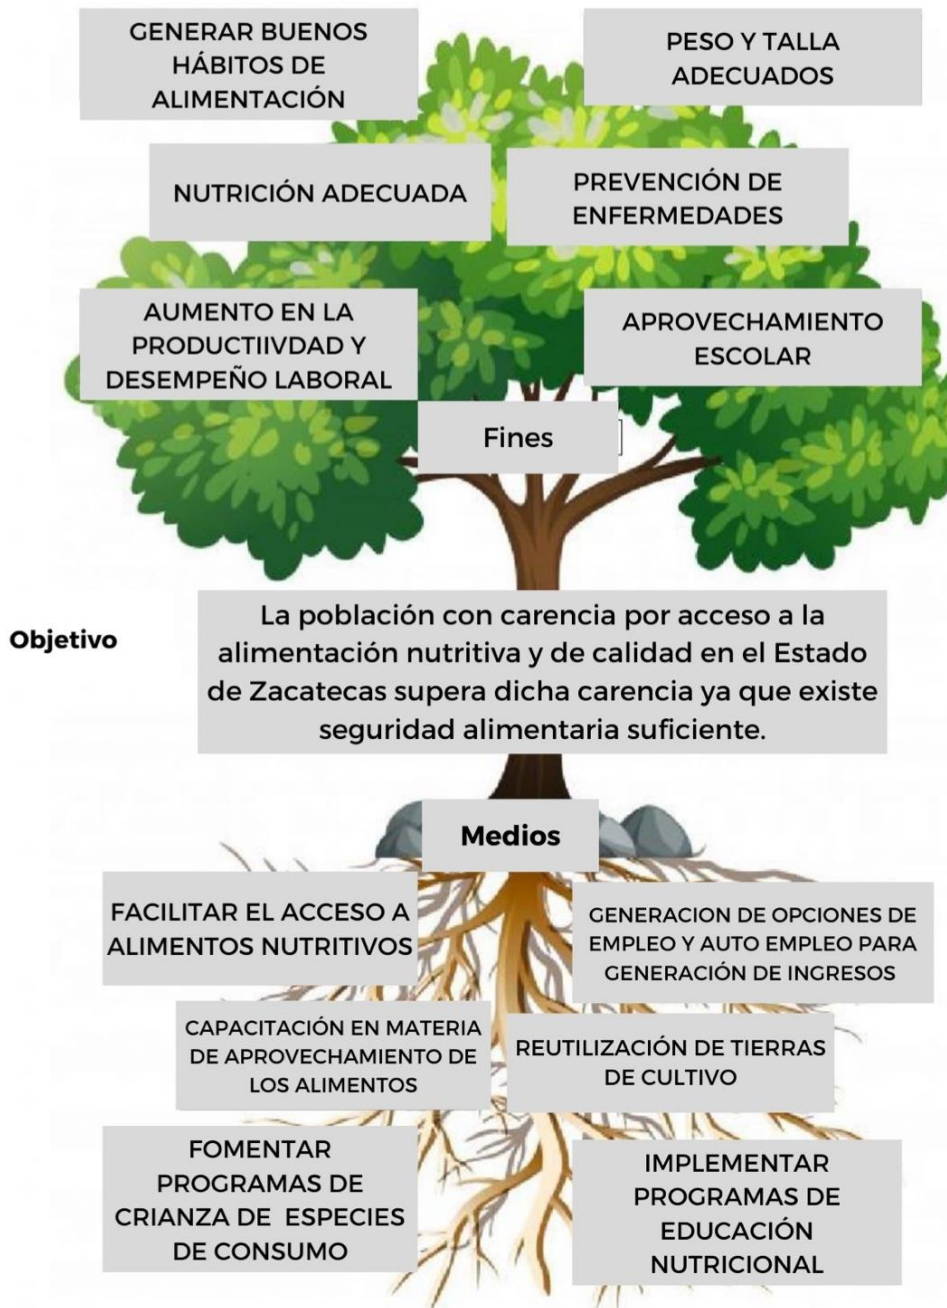 GENERAR BUENOS
HÁBITOS DE
ALIMENTACIÓN
PESO Y TALLA
ADECUADOS
NUTRICIÓN ADECUADA
PREVENCIÓN DE
ENFERMEDADES
AUMENTO EN LA
PRODUCTIIVDAD Y
DESEMPEÑO LABORAL
APROVECHAMIENTO
ESCOLAR
Fines
Objetivo
La población con carencia por acceso a la
alimentación nutritiva y de calidad en el Estado
de Zacatecas supera dicha carencia ya que existe
seguridad alimentaria suficiente.
Medios
FACILITAR EL ACCESO A
ALIMENTOS NUTRITIVOS
GENERACION DE OPCIONES DE
EMPLEO Y AUTO EMPLEO PARA
GENERACIÓN DE INGRESOS
CAPACITACIÓN EN MATERIA
DE APROVECHAMIENTO DE
LOS ALIMENTOS
REUTILIZACIÓN DE TIERRAS
DE CULTIVO
FOMENTAR
PROGRAMAS DE
CRIANZA DE ESPECIES
DE CONSUMO
IMPLEMENTAR
PROGRAMAS DE
EDUCACIÓN
NUTRICIONAL